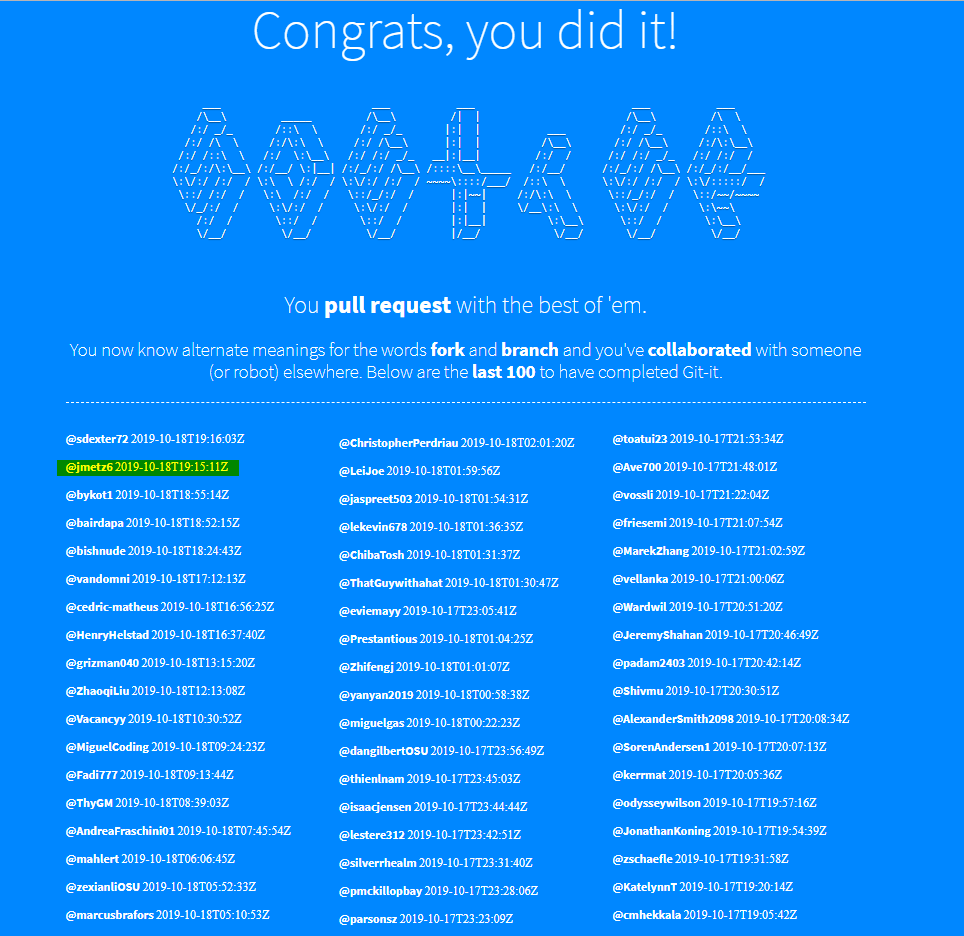 Congrats, you did it!
You pull request with the best of 'em.
You now know alternate meanings for the words fork and branch and you've collaborated with someone
(or robot) elsewhere. Below are the last 100 to have completed Git-it.
@sdexter72 2019-10-18T19:16:03Z
@jmetz6 2019-10-18T19:15:11Z
@bykot1 2019-10-18T18:55:14Z
@bairdapa 2019-10-18T18:52:15Z
@bishnude 2019-10-18T18:24:43Z
@vandomni 2019-10-18T17:12:13Z
@cedric-matheus 2019-10-18T16:56:25Z
@HenryHelstad 2019-10-18T16:37:40Z
@grizman040 2019-10-18T13:15:20Z
@ZhaoqiLiu 2019-10-18T12:13:08Z
@Vacancyy 2019-10-18T10:30:52Z
@MiguelCoding 2019-10-18T09:24:23Z
@Fadi777 2019-10-18T09:13:44Z
@ThyGM 2019-10-18T08:39:03Z
@AndreaFraschini01 2019-10-18T07:45:54Z
@mahlert 2019-10-18T06:06:45Z
@zexianliOSU 2019-10-18T05:52:33Z
@marcusbrafors 2019-10-18T05:10:53Z
@ChristopherPerdriau 2019-10-18T02:01:20Z
@LeiJoe 2019-10-18T01:59:56Z
@jaspreet503 2019-10-18T01:54:31Z
@lekevin678 2019-10-18T01:36:35Z
@ChibaTosh 2019-10-18T01:31:37Z
@ThatGuywithahat 2019-10-18T01:30:47Z
@eviemayy 2019-10-17T23:05:41Z
@Prestantious 2019-10-18T01:04:25Z
@Zhifengj 2019-10-18T01:01:07Z
@yanyan2019 2019-10-18T00:58:38Z
@miguelgas 2019-10-18T00:22:23Z
@dangilbertOSU 2019-10-17T23:56:49Z
@thienlnam 2019-10-17T23:45:03Z
@isaacjensen 2019-10-17T23:44:44Z
@lestere312 2019-10-17T23:42:51Z
@silverrhealm 2019-10-17T23:31:40Z
@pmckillopbay 2019-10-17T23:28:06Z
@parsonsz 2019-10-17T23:23:09Z
@toatui23 2019-10-17T21:53:34Z
@Ave700 2019-10-17T21:48:01Z
@vossli 2019-10-17T21:22:04Z
@friesemi 2019-10-17T21:07:54Z
@MarekZhang 2019-10-17T21:02:59Z
@vellanka 2019-10-17T21:00:06Z
@Wardwil 2019-10-17T20:51:20Z
@JeremyShahan 2019-10-17T20:46:49Z
@padam2403 2019-10-17T20:42:14Z
@Shivmu 2019-10-17T20:30:51Z
@AlexanderSmith2098 2019-10-17T20:08:34Z
@SorenAndersen1 2019-10-17T20:07:13Z
@kerrmat 2019-10-17T20:05:36Z
@odysseywilson 2019-10-17T19:57:16Z
@JonathanKoning 2019-10-17T19:54:39Z
@zschaefle 2019-10-17T19:31:58Z
@KatelynnT 2019-10-17T19:20:14Z
@cmhekkala 2019-10-17T19:05:42Z